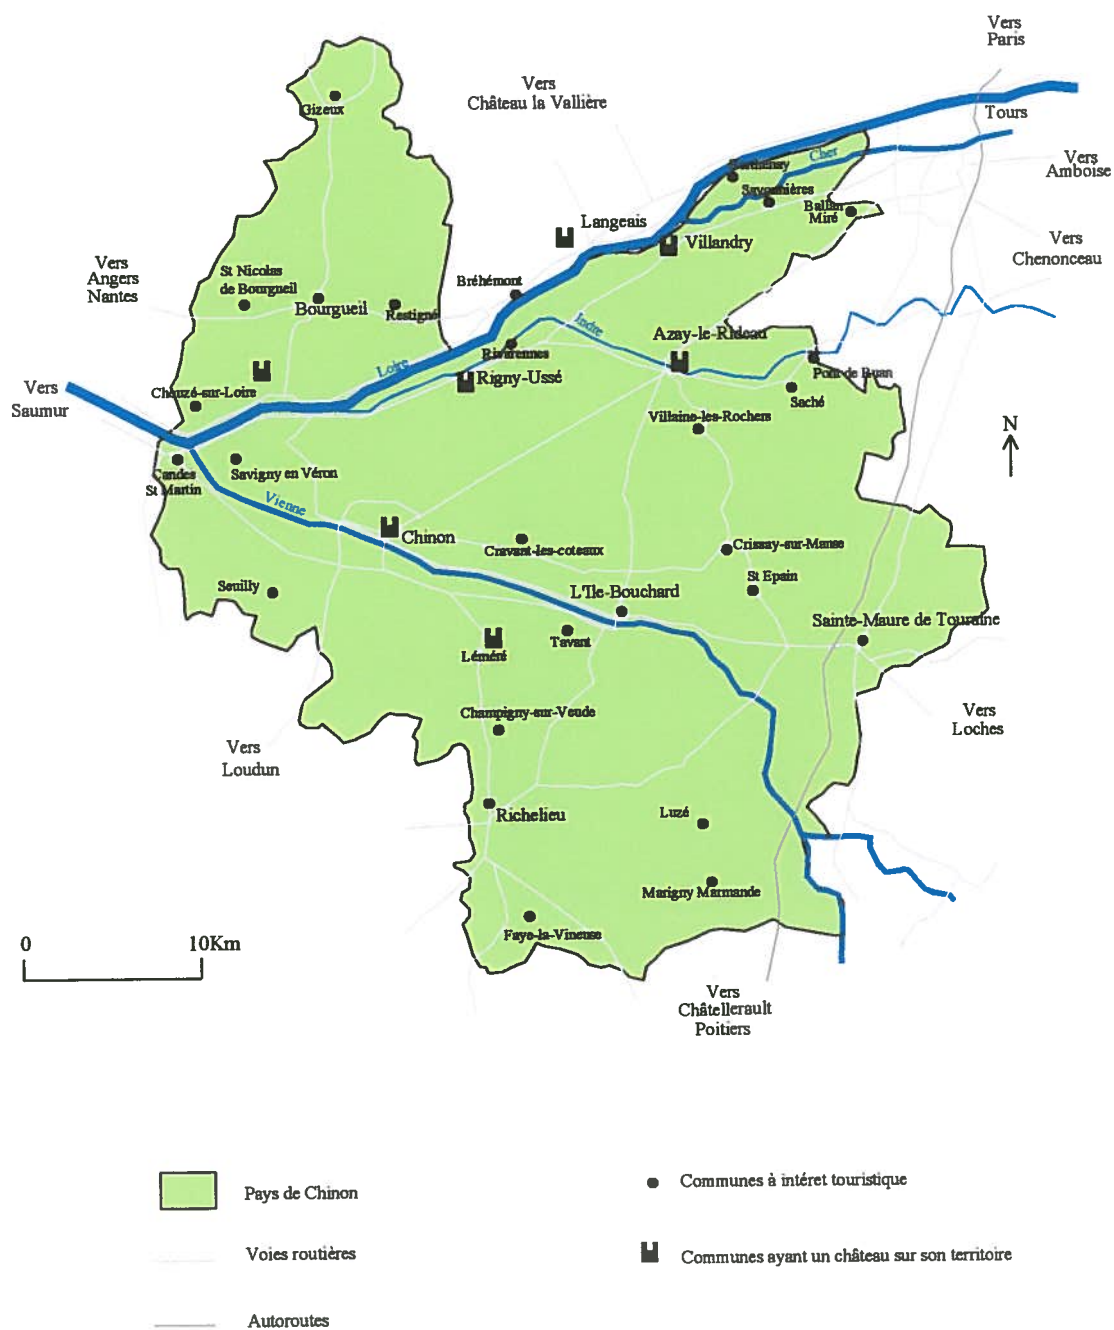 Vers
Paris
Vers
Château la Vallière
Tours
Vers
Amboise
Cher
Savonnières
Ballan
Miré
Gizeux
Langeais
Villandry
Vers
Chenonceau
Vers
Angers
Nantes
St Nicolas
de Bourgueil
Bourgueil
Restigné
Bréhémont
Indre
Azay-le-Rideau
Rivarennes
Loire
Rigny-Ussé
Pont de Ruan
Saché
Vers
Saumur
Chouzé-sur-Loire
Villaine-les-Rochers
N
Candes
St Martin
Savigny en Véron
Vienne
Chinon
Cravant-les-coteaux
Crissay-sur-Manse
St Epain
Seuilly
L'Ile-Bouchard
Sainte-Maure de Touraine
Tavant
Léméré
Champigny-sur-Veude
Vers
Loches
Vers
Loudun
Richelieu
Luzé
Marigny Marmande
Faye-la-Vineuse
0 10Km
Vers
Châtellerault
Poitiers
Pays de Chinon
Communes à intéret touristique
Voies routières
Communes ayant un château sur son territoire
Autoroutes